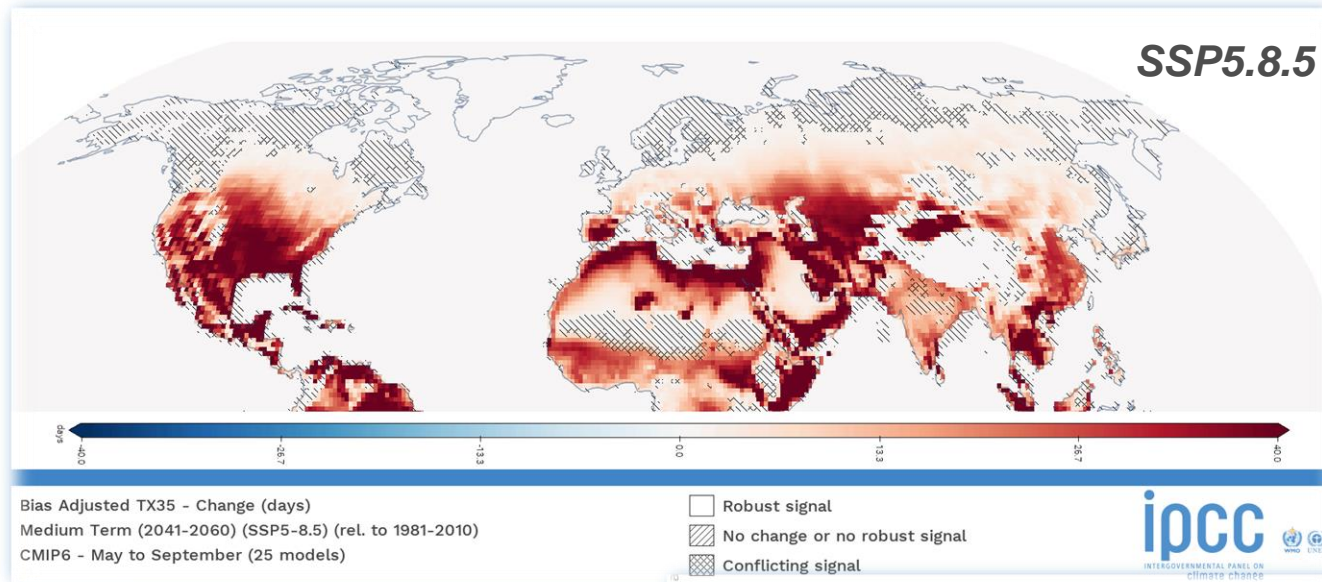 SSP5.8.5
days
-40.0
-26.7
-13.3
0.0
13.3
26.7
40.0
Bias Adjusted TX35 - Change (days)
Medium Term (2041-2060) (SSP5-8.5) (rel. to 1981-2010)
CMIP6 - May to September (25 models)
Robust signal
No change or no robust signal
Conflicting signal
ipcc
INTERGOVERNMENTAL PANEL ON
climate change
WMO